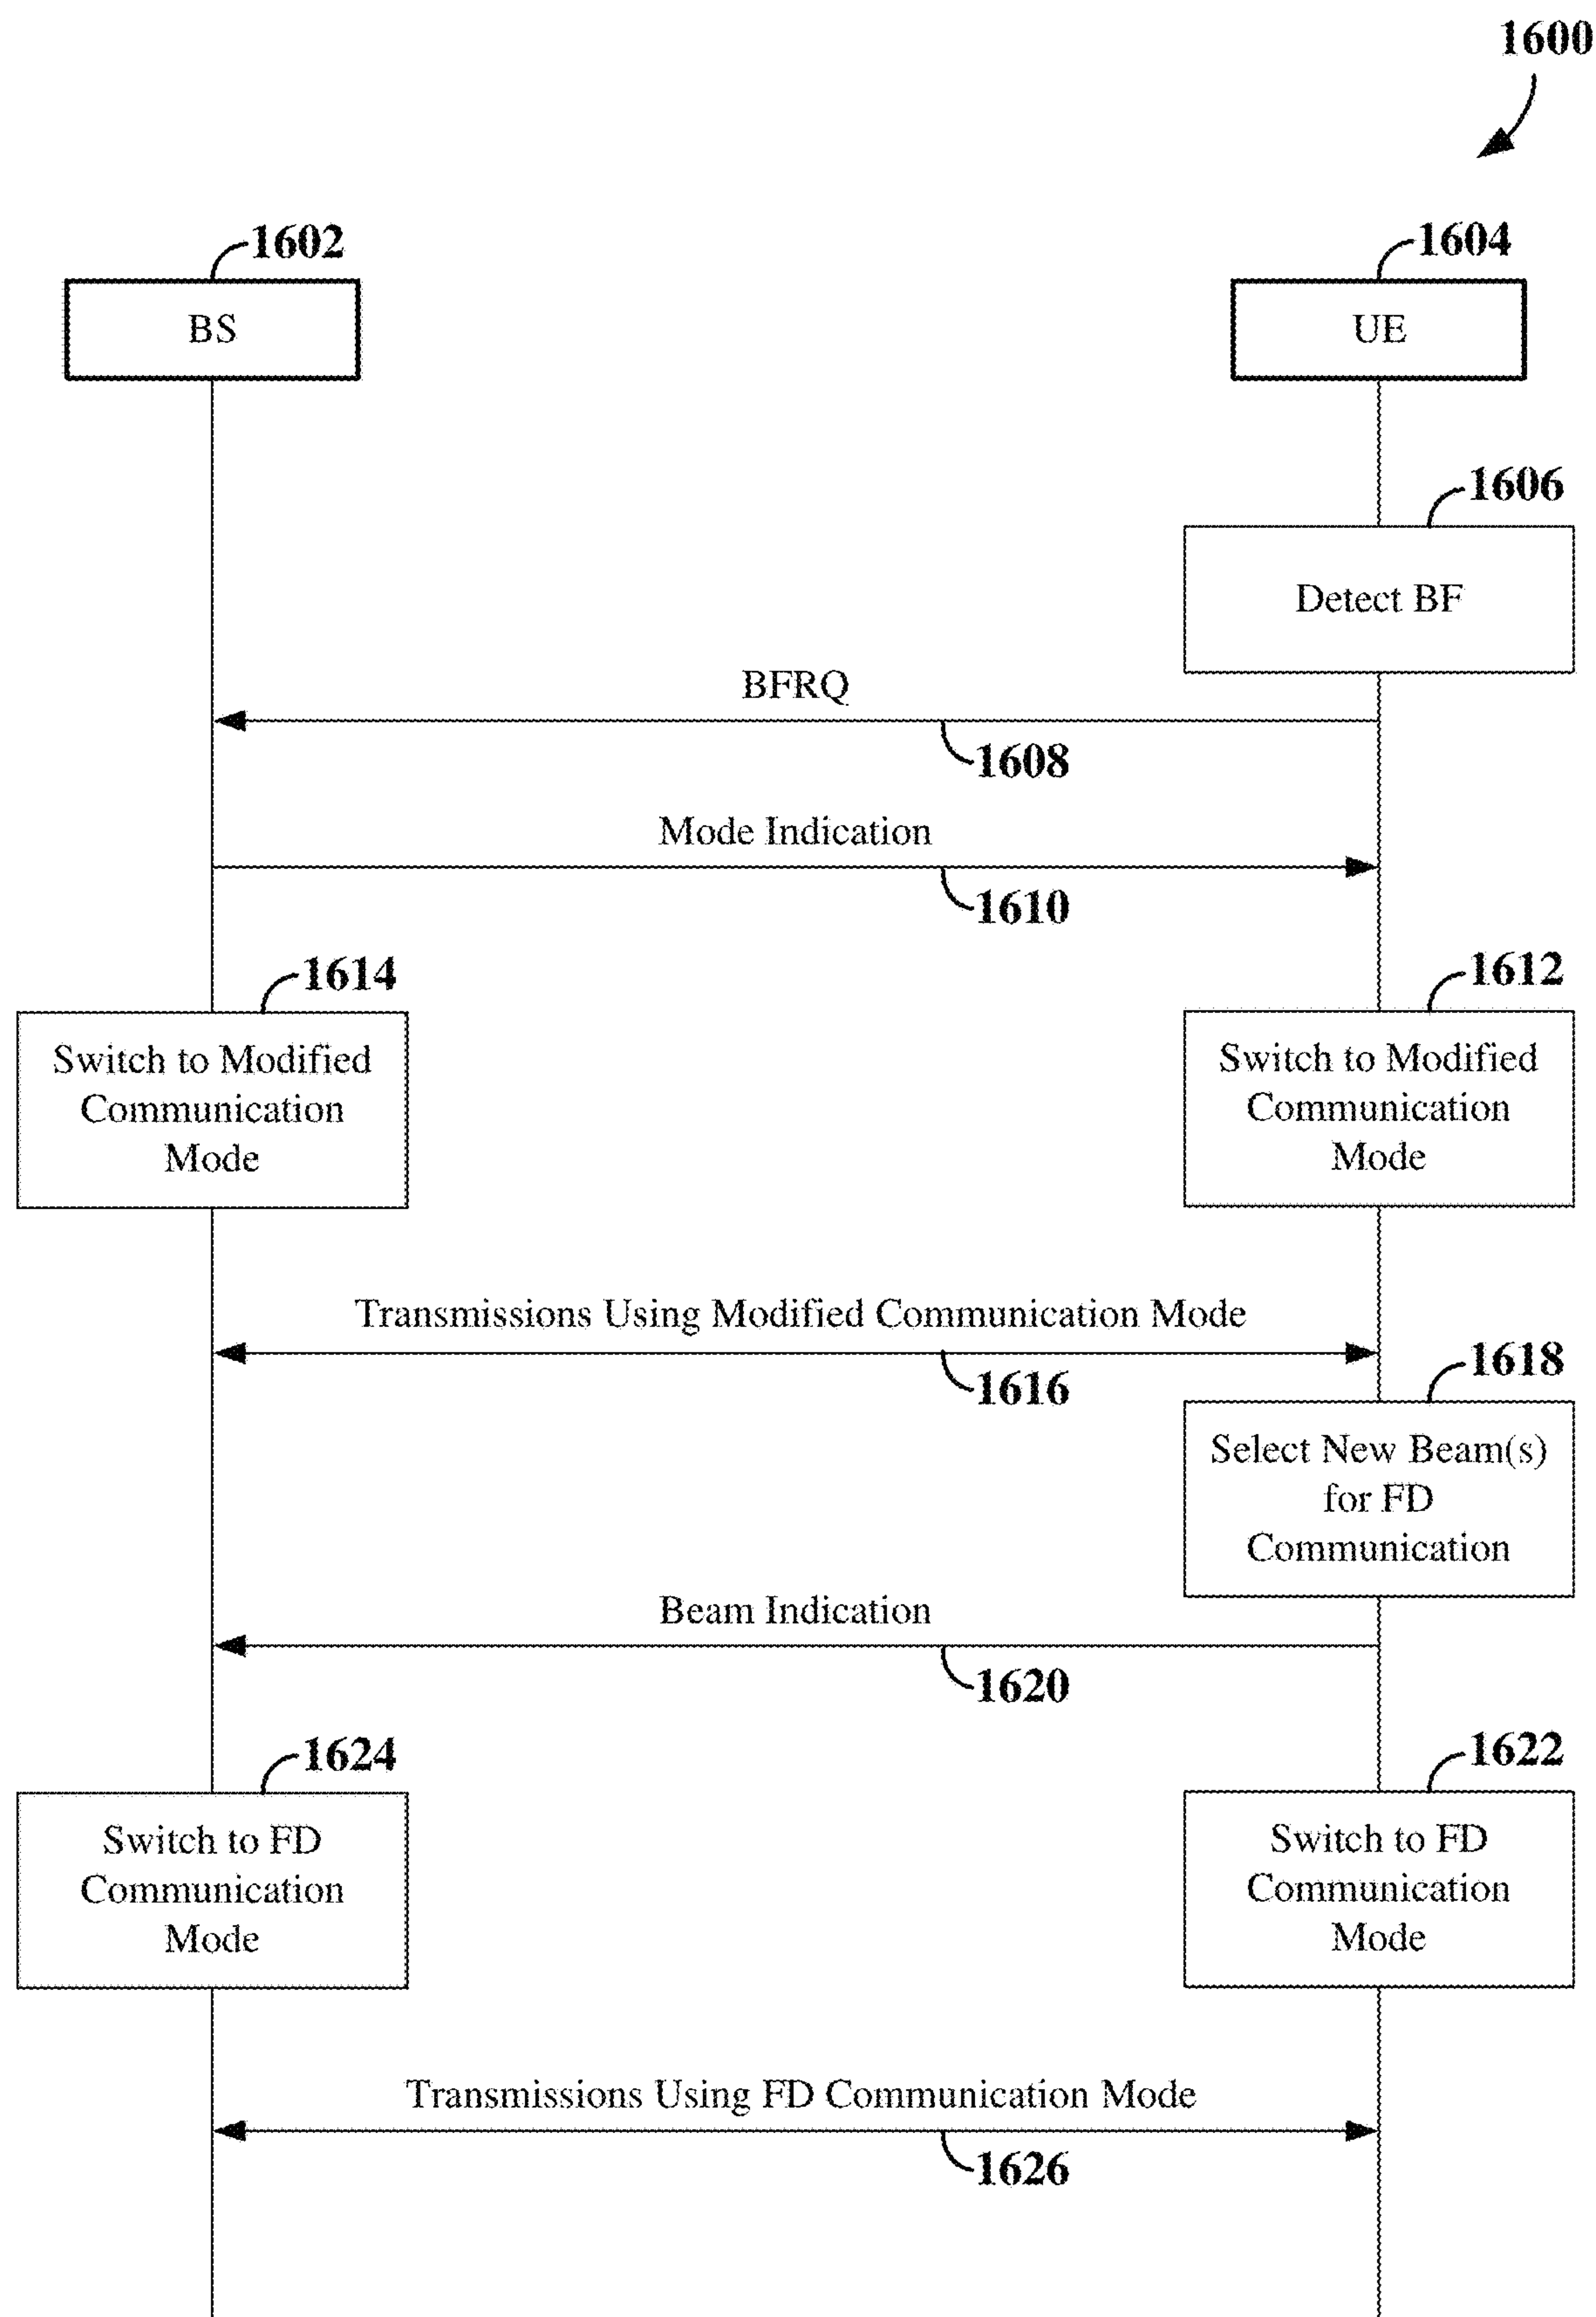 1600
1602
1604
BS
UE
1606
Detect BF
BFRQ
1608
Mode Indication
1610
1614
1612
Switch to Modified
Communication
Mode
Switch to Modified
Communication
Mode
Transmissions Using Modified Communication Mode
1616
1618
Select New Beam(s)
for FD
Communication
Beam Indication
1620
1624
1622
Switch to FD
Communication
Mode
Switch to FD
Communication
Mode
Transmissions Using FD Communication Mode
1626